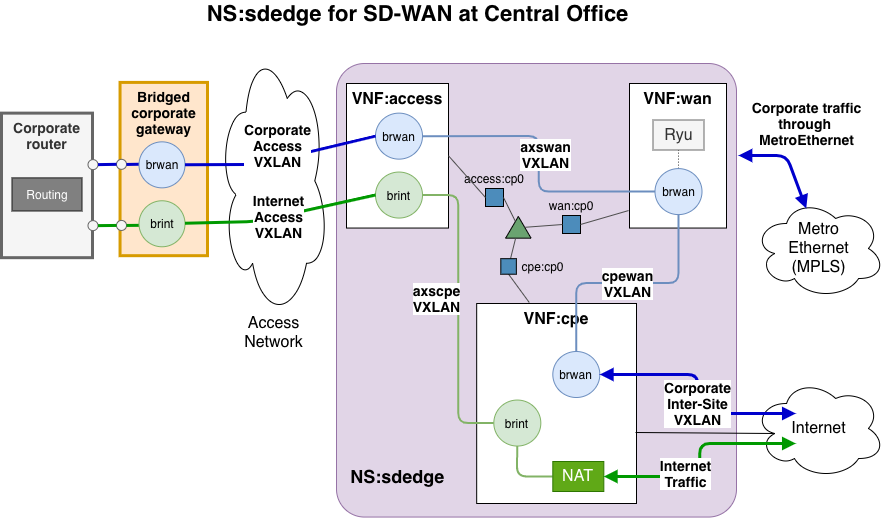 NS:sdedge for SD-WAN at Central Office
Corporate
router
Routing
Bridged
corporate
gateway
brwan
brint
Corporate
Access
VXLAN
Internet
Access
VXLAN
Access
Network
VNF:access
brwan
brint
axswan
VXLAN
access:cp0
wan:cp0
cpe:cp0
VNF:wan
Ryu
brwan
cpewan
VXLAN
axscpe
VXLAN
VNF:cpe
brwan
brint
NAT
NS:sdedge
Corporate traffic
through
MetroEthernet
Metro
Ethernet
(MPLS)
Corporate
Inter-Site
VXLAN
Internet
Internet
Traffic